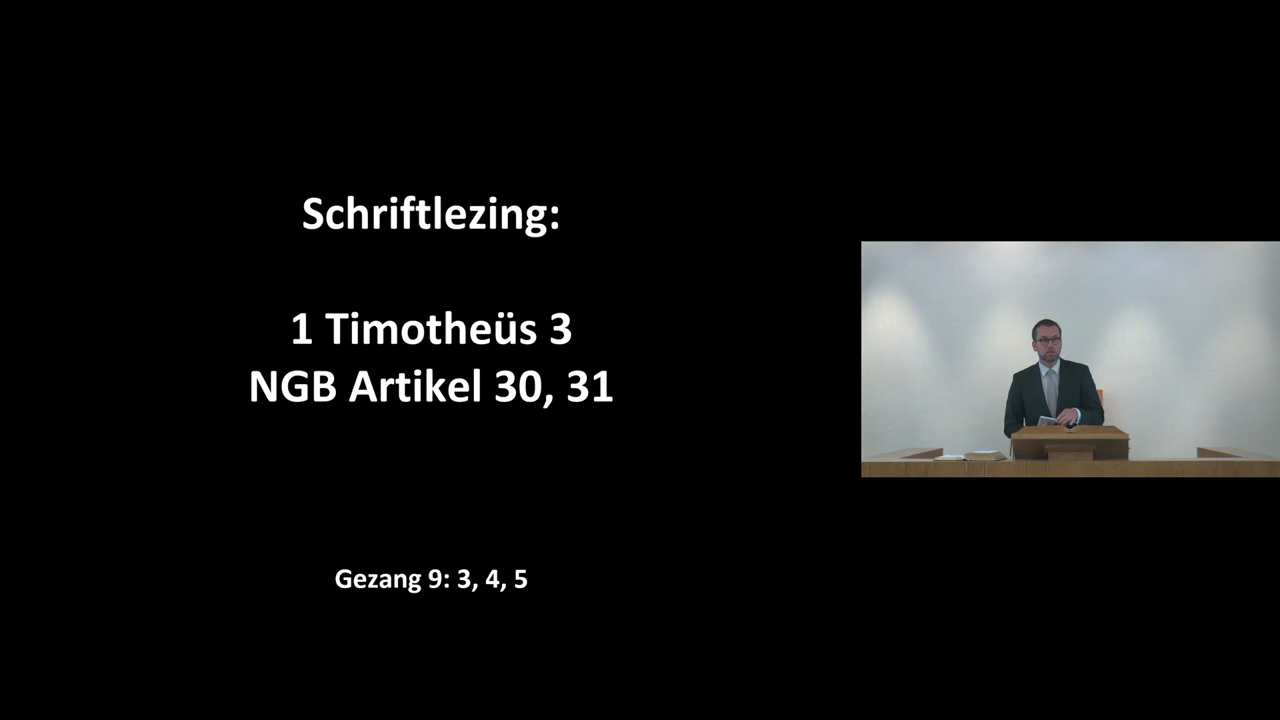 Schriftlezing:
1 Timotheüs 3
NGB Artikel 30, 31
Gezang 9: 3, 4, 5